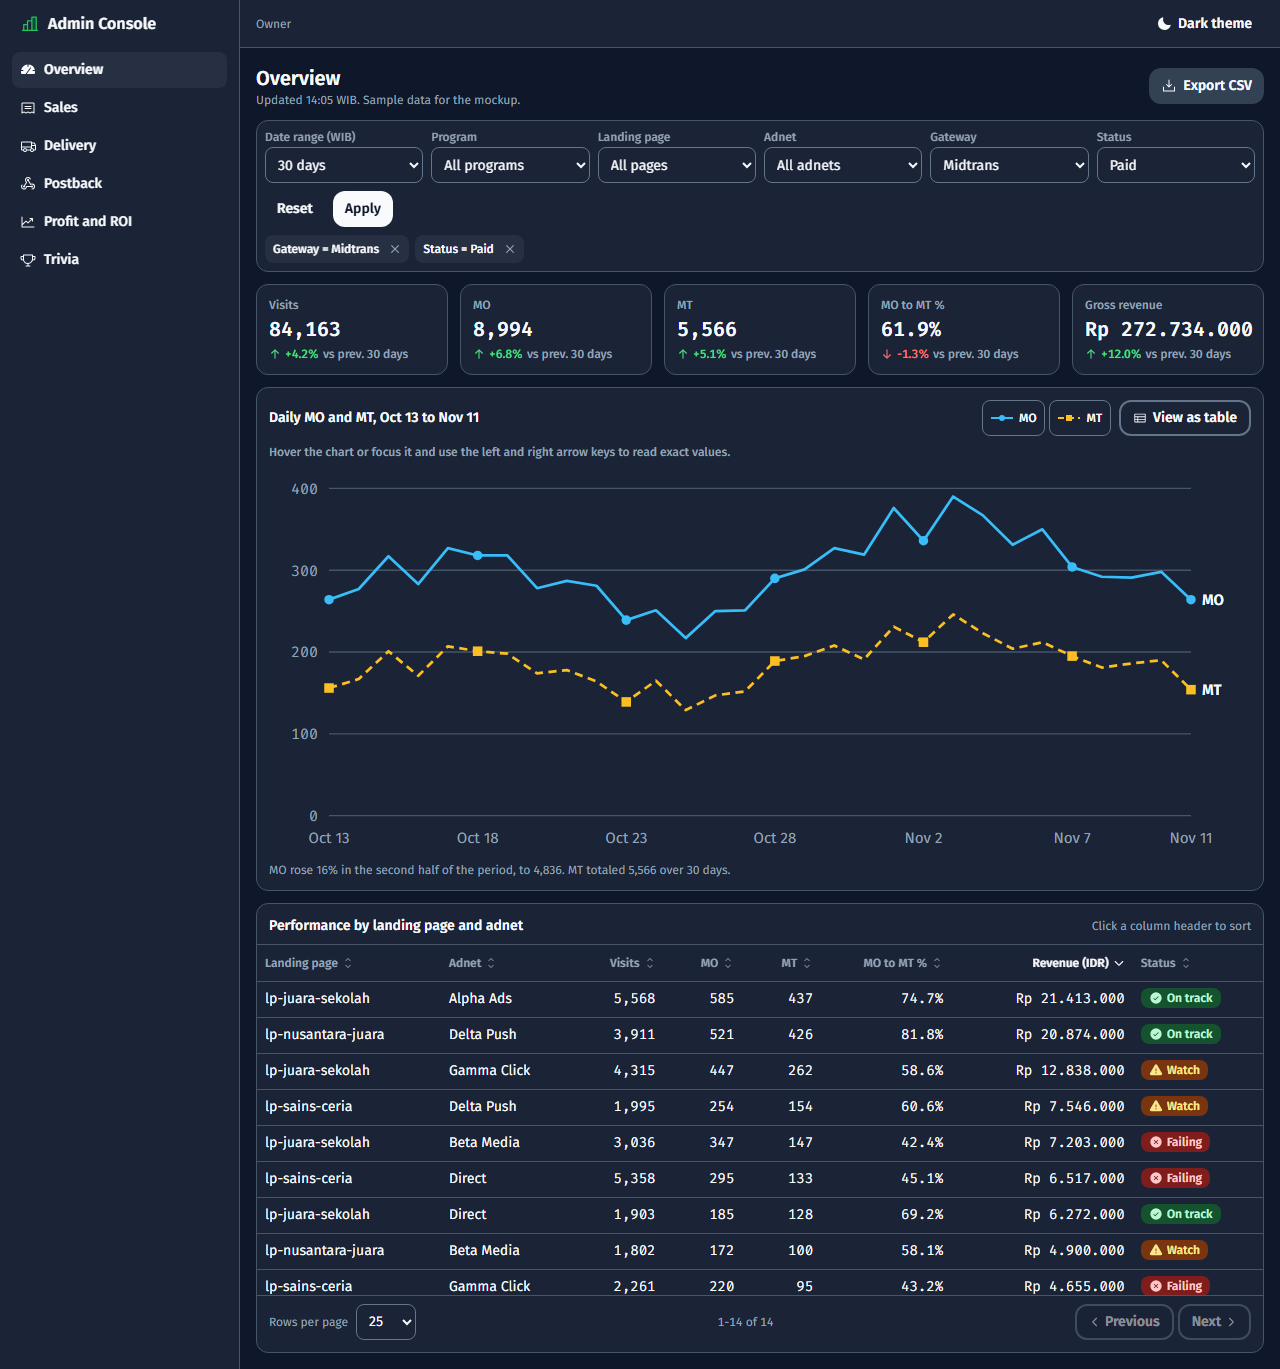 Admin Console
Owner
Dark theme
Overview
Sales
Delivery
Postback
Profit and ROI
Trivia
Overview
Updated 14:05 WIB. Sample data for the mockup.
Export CSV
Date range (WIB) Program Landing page Adnet Gateway Status
30 days All programs All pages All adnets Midtrans Paid
Reset Apply
Gateway = Midtrans Status = Paid
Visits
84,163
+4.2% vs prev. 30 days
MO
8,994
+6.8% vs prev. 30 days
MT
5,566
+5.1% vs prev. 30 days
MO to MT %
61.9%
-1.3% vs prev. 30 days
Gross revenue
Rp 272.734.000
+12.0% vs prev. 30 days
Daily MO and MT, Oct 13 to Nov 11
MO MT View as table
Hover the chart or focus it and use the left and right arrow keys to read exact values.
400
300
200
100
0
MO
MT
Oct 13 Oct 18 Oct 23 Oct 28 Nov 2 Nov 7 Nov 11
MO rose 16% in the second half of the period, to 4,836. MT totaled 5,566 over 30 days.
Performance by landing page and adnet
Click a column header to sort
Landing page Adnet Visits MO MT MO to MT % Revenue (IDR) Status
lp-juara-sekolah Alpha Ads 5,568 585 437 74.7% Rp 21.413.000 On track
lp-nusantara-juara Delta Push 3,911 521 426 81.8% Rp 20.874.000 On track
lp-juara-sekolah Gamma Click 4,315 447 262 58.6% Rp 12.838.000 Watch
lp-sains-ceria Delta Push 1,995 254 154 60.6% Rp 7.546.000 Watch
lp-juara-sekolah Beta Media 3,036 347 147 42.4% Rp 7.203.000 Failing
lp-sains-ceria Direct 5,358 295 133 45.1% Rp 6.517.000 Failing
lp-juara-sekolah Direct 1,903 185 128 69.2% Rp 6.272.000 On track
lp-nusantara-juara Beta Media 1,802 172 100 58.1% Rp 4.900.000 Watch
lp-sains-ceria Gamma Click 2,261 220 95 43.2% Rp 4.655.000 Failing
Rows per page 25
1-14 of 14
Previous Next